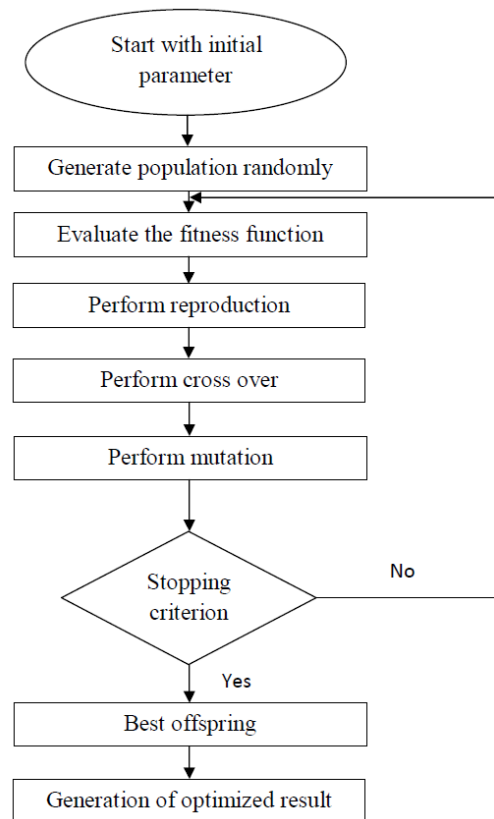 Start with initial
parameter
Generate population randomly
Evaluate the fitness function
Perform reproduction
Perform cross over
Perform mutation
Stopping
criterion
No
Yes
Best offspring
Generation of optimized result